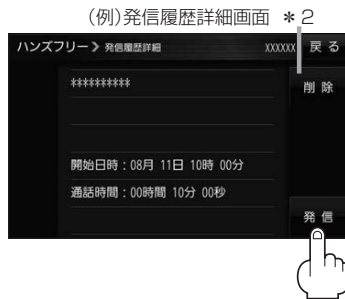 (例)発信履歴詳細画面 *2
ハンズフリー》 発信履歴詳細 XXXXXX 戻る
**********
削除
開始日時：08月 11日 10時 00分
通話時間：00時間 10分 00秒
発信